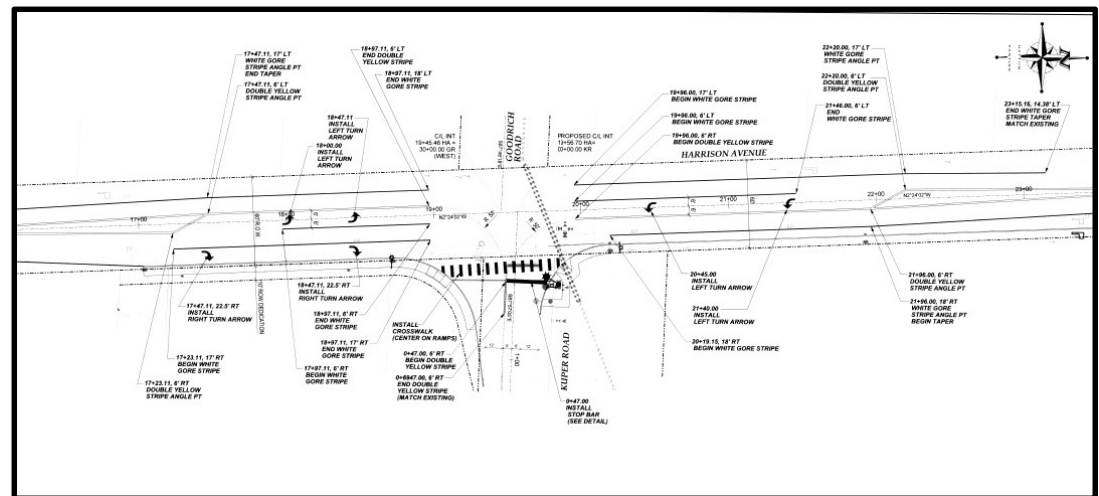 17+47.11, 17' LT
WHITE GORE
STRIPE ANGLE PT
END TAPER
17+47.11, 6' LT
DOUBLE YELLOW
STRIPE ANGLE PT
18+97.11, 6' LT
END DOUBLE
YELLOW STRIPE
18+97.11, 18' LT
END WHITE
GORE STRIPE
18+47.11
INSTALL
LEFT TURN
ARROW
18+00.00
INSTALL
LEFT TURN
ARROW
C/L INT
19+45.46 HA =
30+00.00 GR
(WEST)
GOODRICH
ROAD
PROPOSED C/L INT
19+96.00, 17' LT
BEGIN WHITE GORE STRIPE
19+96.00, 6' LT
BEGIN WHITE GORE STRIPE
19+96.00, 6' RT
BEGIN DOUBLE YELLOW STRIPE
HARRISON AVENUE
22+20.00, 17' LT
WHITE GORE
STRIPE ANGLE PT
22+20.00, 6' LT
DOUBLE YELLOW
STRIPE ANGLE PT
21+46.00, 6' LT
END
WHITE GORE STRIPE
23+15.16, 14.38' LT
END WHITE GORE
STRIPE TAPER
MATCH EXISTING
17+00
18+00
19+00
N2°24'02"W
20+00
21+00
N2°24'02"W
22+00
23+00
10' ROW DEDICATION
17+47.11, 22.5' RT
INSTALL
RIGHT TURN ARROW
18+47.11, 22.5' RT
INSTALL
RIGHT TURN ARROW
18+97.11, 6' RT
END WHITE
GORE STRIPE
18+97.11, 17' RT
END WHITE
GORE STRIPE
17+23.11, 17' RT
BEGIN WHITE
GORE STRIPE
17+23.11, 6' RT
DOUBLE YELLOW
STRIPE ANGLE PT
17+97.11, 6' RT
BEGIN WHITE
GORE STRIPE
INSTALL
CROSSWALK
(CENTER ON RAMPS)
0+47.00, 6' RT
BEGIN DOUBLE
YELLOW STRIPE
0+6947.00, 6' RT
END DOUBLE
YELLOW STRIPE
(MATCH EXISTING)
1+00
KUPER ROAD
0+47.00
INSTALL
STOP BAR
(SEE DETAIL)
20+45.00
INSTALL
LEFT TURN ARROW
21+40.00
INSTALL
LEFT TURN ARROW
20+19.15, 18' RT
BEGIN WHITE GORE STRIPE
21+96.00, 6' RT
DOUBLE YELLOW
STRIPE ANGLE PT
21+96.00, 18' RT
WHITE GORE
STRIPE ANGLE PT
BEGIN TAPER